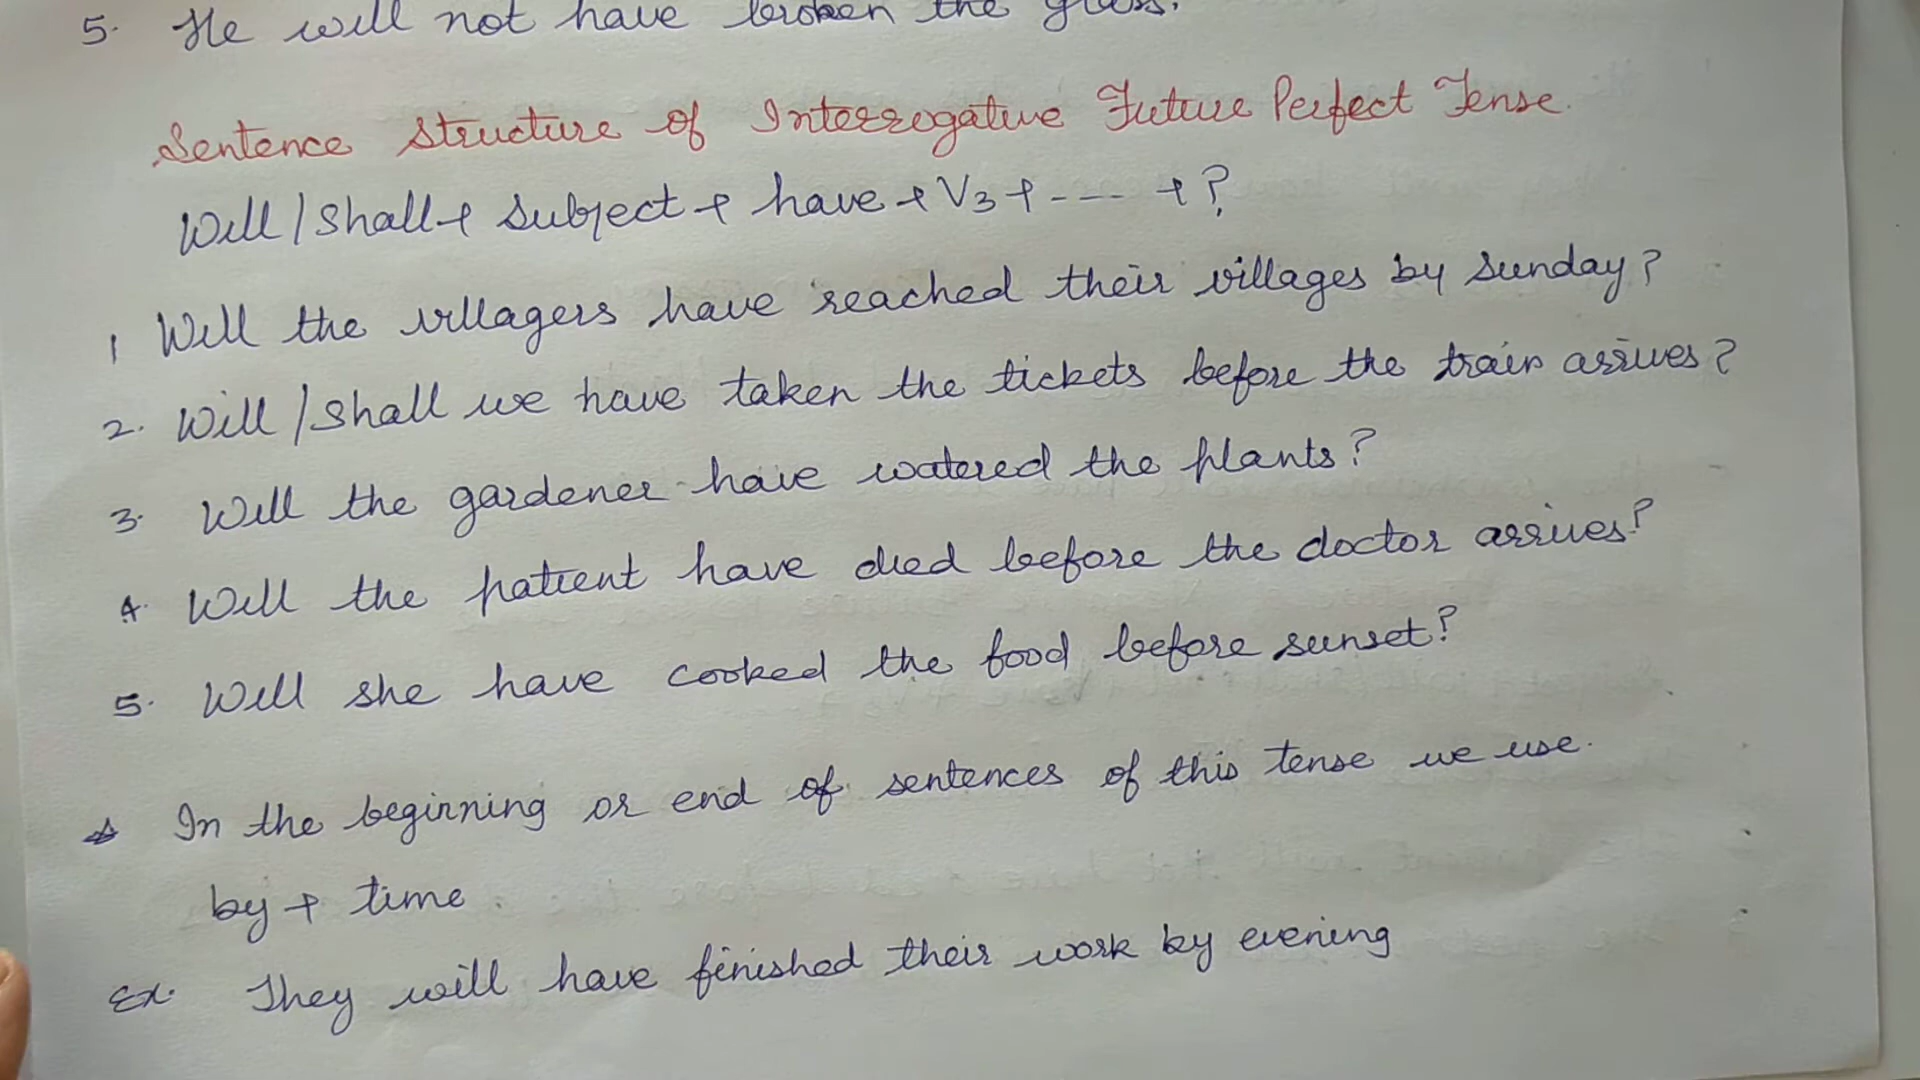 5. He will not have broken the glass.
Sentence Structure of Interrogative Future Perfect Tense.
Will / Shall + Subject + have + V3 + ---- + ?
1 Will the villagers have reached their villages by Sunday?
2. Will / Shall we have taken the tickets before the train arrives?
3. Will the gardener have watered the plants?
4. Will the patient have died before the doctor arrives?
5. Will she have cooked the food before sunset?
In the beginning or end of sentences of this tense we use.
by + time.
Ex. They will have finished their work by evening